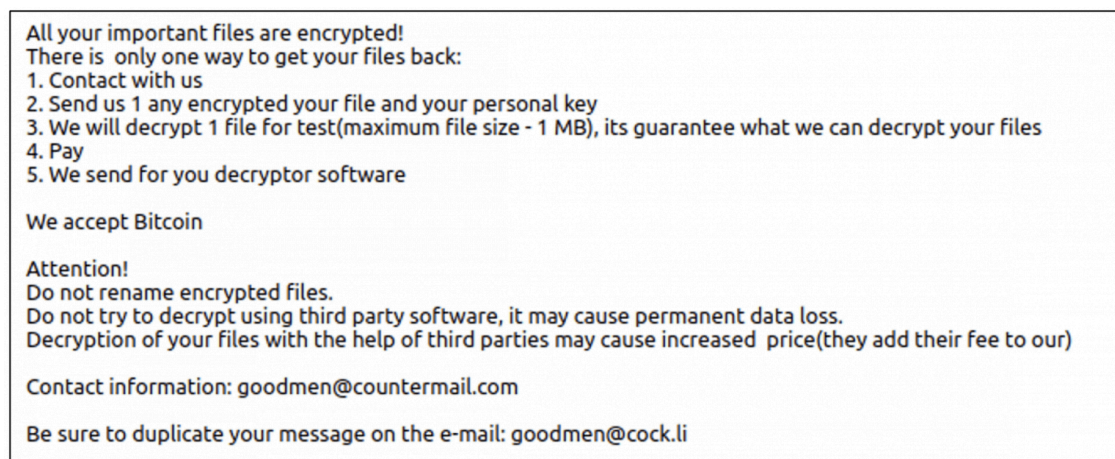 All your important files are encrypted!
There is  only one way to get your files back:
1. Contact with us
2. Send us 1 any encrypted your file and your personal key
3. We will decrypt 1 file for test(maximum file size - 1 MB), its guarantee what we can decrypt your files
4. Pay
5. We send for you decryptor software
We accept Bitcoin
Attention!
Do not rename encrypted files.
Do not try to decrypt using third party software, it may cause permanent data loss.
Decryption of your files with the help of third parties may cause increased  price(they add their fee to our)
Contact information: goodmen@countermail.com
Be sure to duplicate your message on the e-mail: goodmen@cock.li